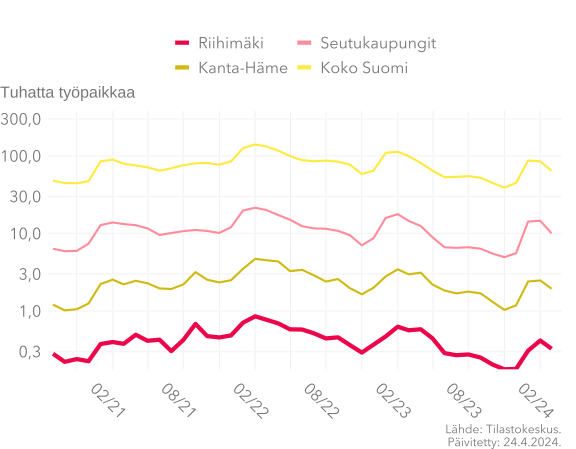 Riihimäki Seutukaupungit
Kanta-Häme Koko Suomi
Tuhatta työpaikkaa
300,0
100,0
30,0
10,0
3,0
1,0
0,3
02/21 08/21 02/22 08/22 02/23 08/23 02/24
Lähde: Tilastokeskus.
Päivitetty: 24.4.2024.